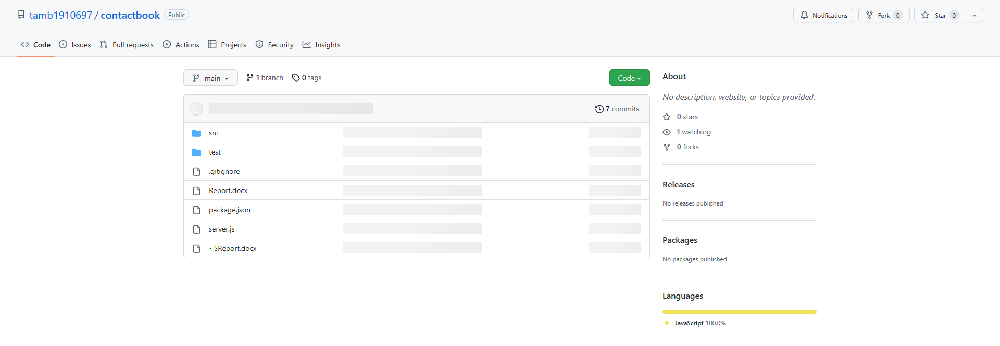 tamb1910697 / contactbook Public
Notifications Fork 0 Star 0
Code Issues Pull requests Actions Projects Security Insights
main 1 branch 0 tags Code
7 commits
src
test
.gitignore
Report.docx
package.json
server.js
~$Report.docx
About
No description, website, or topics provided.
0 stars
1 watching
0 forks
Releases
No releases published
Packages
No packages published
Languages
JavaScript 100.0%